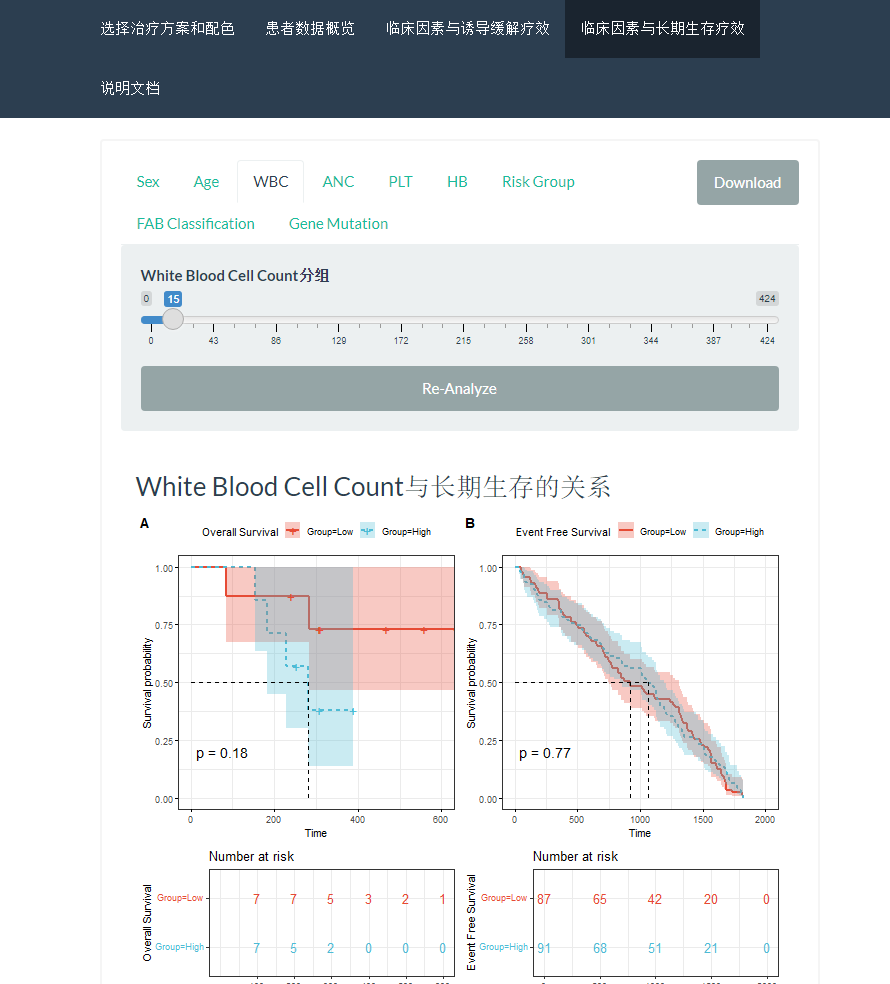 选择治疗方案和配色 患者数据概览 临床因素与诱导缓解疗效 临床因素与长期生存疗效
说明文档
Sex Age WBC ANC PLT HB Risk Group Download
FAB Classification Gene Mutation
White Blood Cell Count分组
0 15 424
0 43 86 129 172 215 258 301 344 387 424
Re-Analyze
White Blood Cell Count与长期生存的关系
A
Overall Survival Group=Low Group=High
Survival probability
1.00
0.75
0.50
0.25
0.00
p = 0.18
0 200 400 600
Time
B
Event Free Survival Group=Low Group=High
Survival probability
1.00
0.75
0.50
0.25
0.00
p = 0.77
0 500 1000 1500 2000
Time
Number at risk
Overall Survival
Group=Low 7 7 5 3 2 1
Group=High 7 5 2 0 0 0
Number at risk
Event Free Survival
Group=Low 87 65 42 20 0
Group=High 91 68 51 21 0